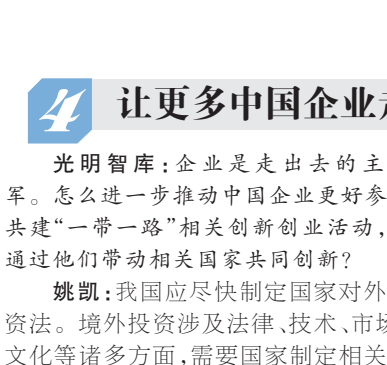 4 让更多中国企业走
光明智库:企业是走出去的主
军。怎么进一步推动中国企业更好参
共建“一带一路”相关创新创业活动,
通过他们带动相关国家共同创新?
姚凯:我国应尽快制定国家对外
资法。境外投资涉及法律、技术、市场
文化等诸多方面,需要国家制定相关